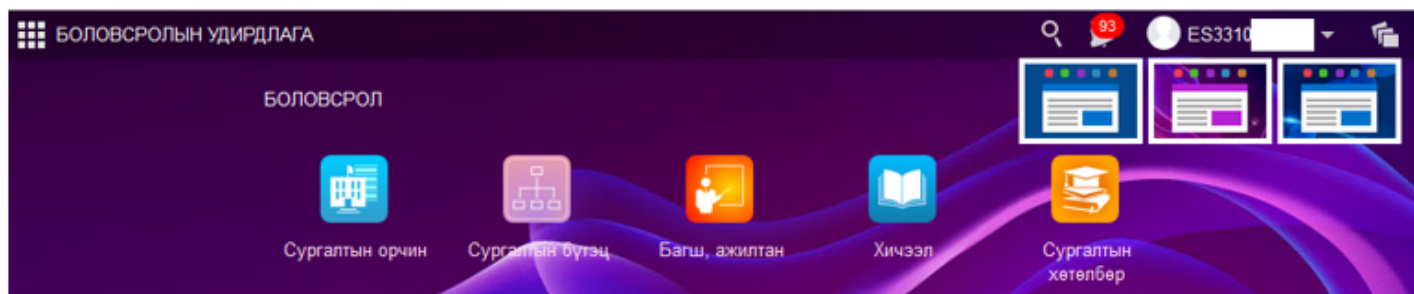 БОЛОВСРОЛЫН УДИРДЛАГА 93 ES3310
БОЛОВСРОЛ
Сургалтын орчин Сургалтын бүтэц Багш, ажилтан Хичээл Сургалтын
хөтөлбөр